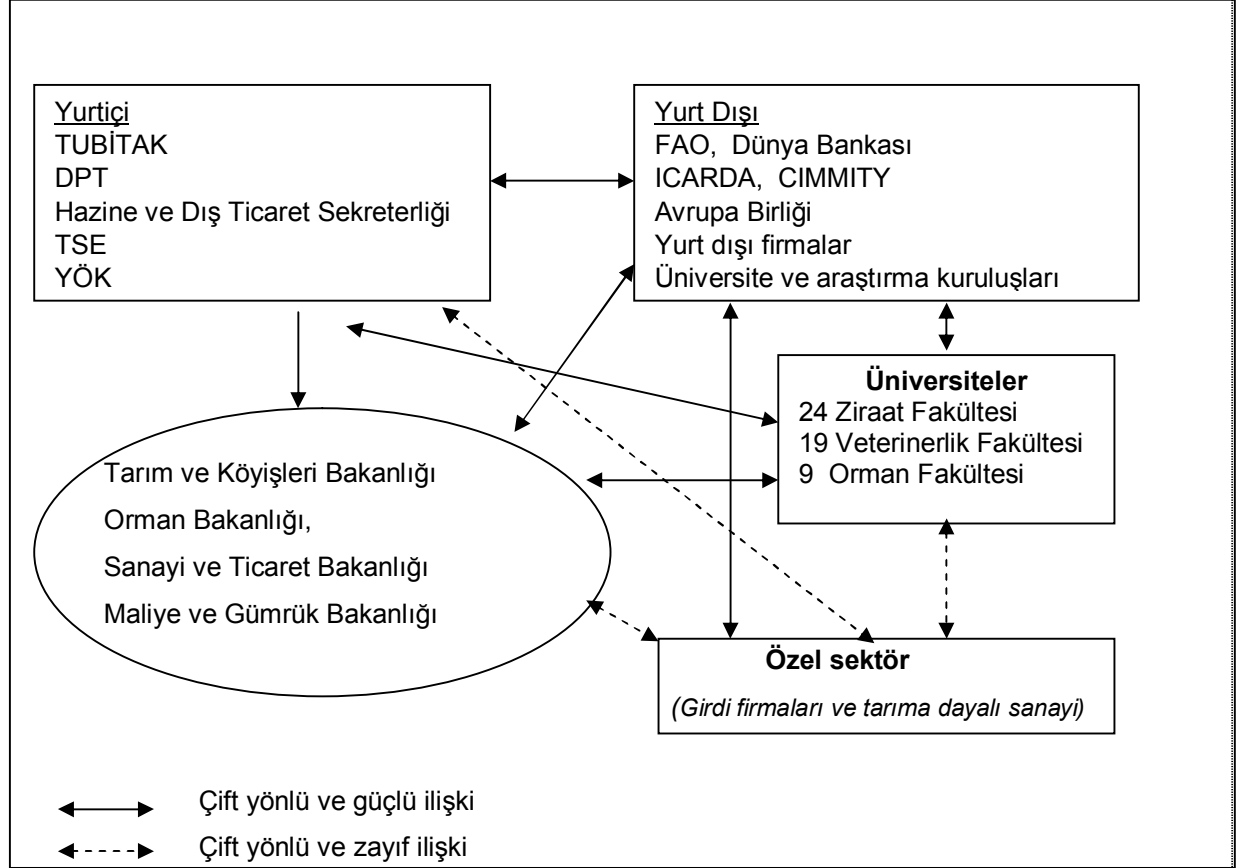 Yurtiçi
TUBİTAK
DPT
Hazine ve Dış Ticaret Sekreterliği
TSE
YÖK
Yurt Dışı
FAO, Dünya Bankası
ICARDA, CIMMITY
Avrupa Birliği
Yurt dışı firmalar
Üniversite ve araştırma kuruluşları
Üniversiteler
24 Ziraat Fakültesi
19 Veterinerlik Fakültesi
9 Orman Fakültesi
Tarım ve Köyişleri Bakanlığı
Orman Bakanlığı,
Sanayi ve Ticaret Bakanlığı
Maliye ve Gümrük Bakanlığı
Özel sektör
(Girdi firmaları ve tarıma dayalı sanayi)
Çift yönlü ve güçlü ilişki
Çift yönlü ve zayıf ilişki